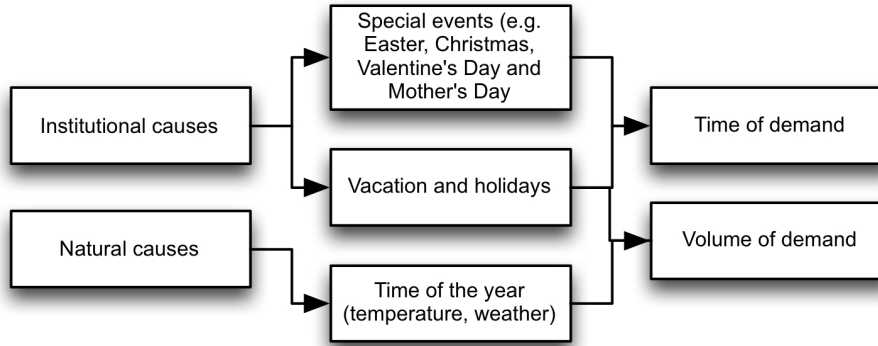 Special events (e.g.
Easter, Christmas,
Valentine's Day and
Mother's Day
Institutional causes
Time of demand
Vacation and holidays
Natural causes
Volume of demand
Time of the year
(temperature, weather)